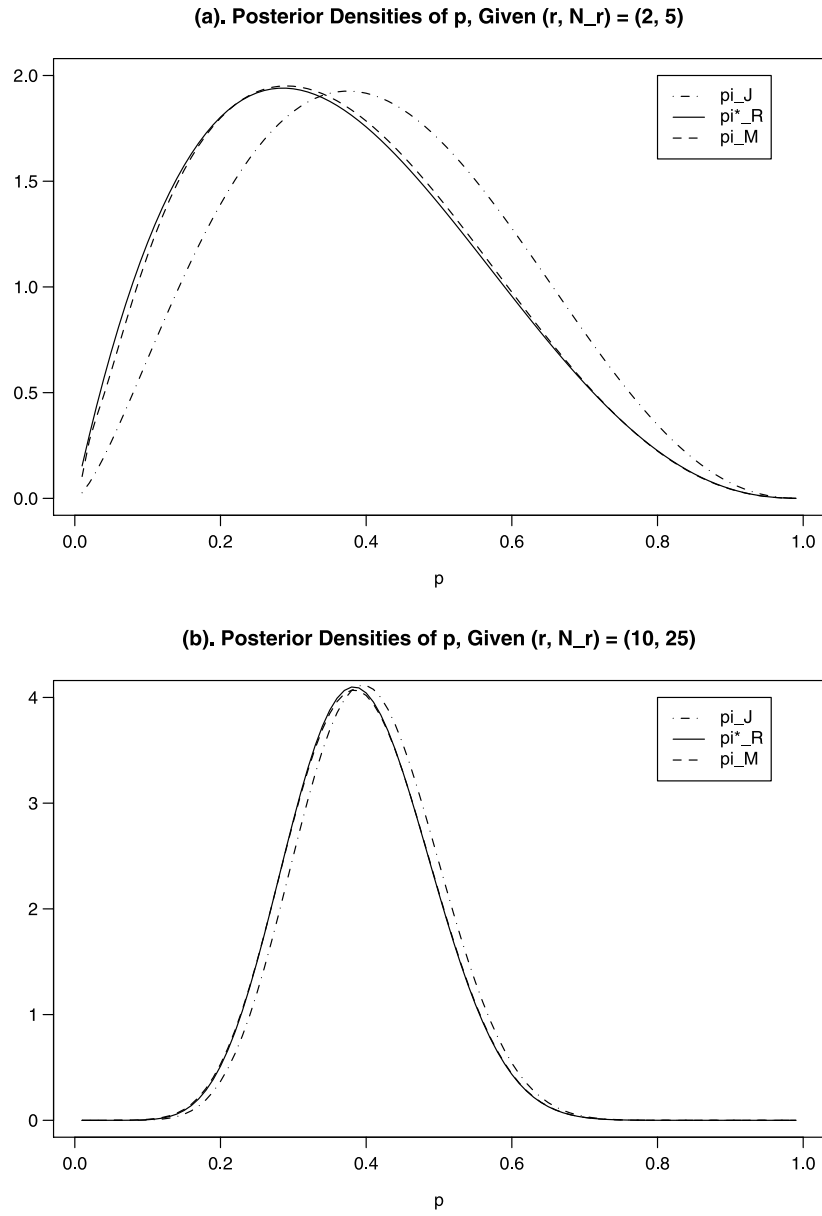 (a). Posterior Densities of p, Given (r, N_r) = (2, 5)
2.0
1.5
1.0
0.5
0.0
pi_J
pi*_R
pi_M
0.0 0.2 0.4 0.6 0.8 1.0
p
(b). Posterior Densities of p, Given (r, N_r) = (10, 25)
4
3
2
1
0
pi_J
pi*_R
pi_M
0.0 0.2 0.4 0.6 0.8 1.0
p